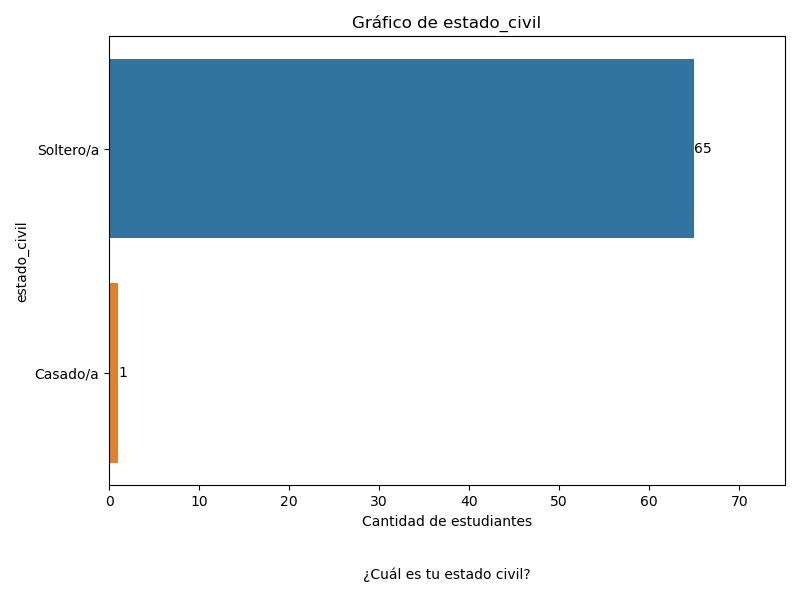 Gráfico de estado_civil
estado_civil
Soltero/a
65
Casado/a
1
0 10 20 30 40 50 60 70
Cantidad de estudiantes
¿Cuál es tu estado civil?